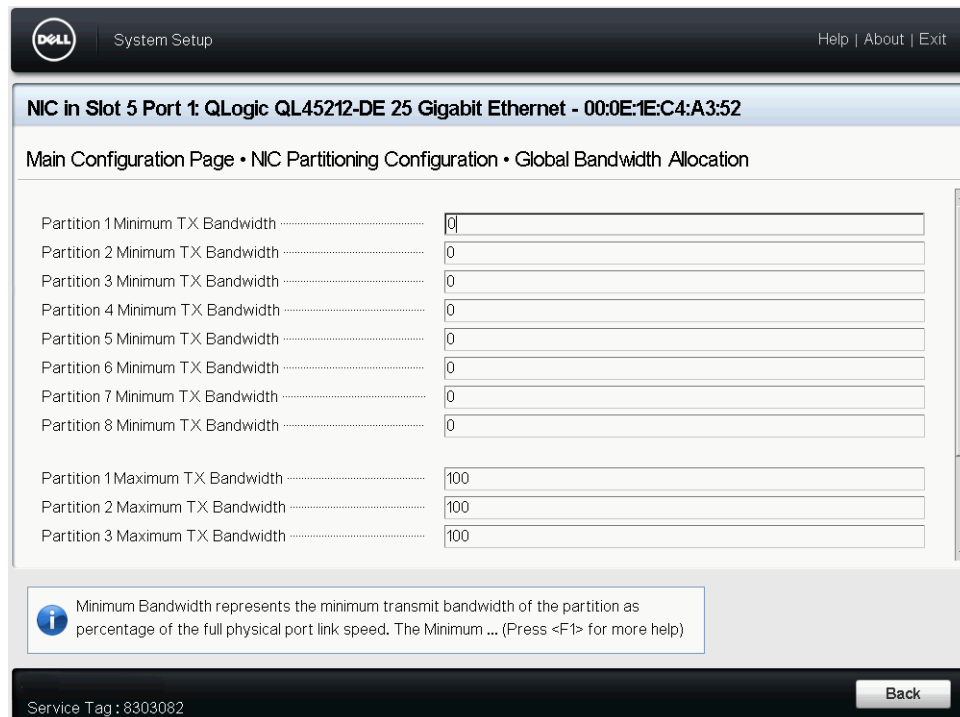 DELL
System Setup
Help | About | Exit
NIC in Slot 5 Port 1: QLogic QL45212-DE 25 Gigabit Ethernet - 00:0E:1E:C4:A3:52
Main Configuration Page • NIC Partitioning Configuration • Global Bandwidth Allocation
Partition 1 Minimum TX Bandwidth 0
Partition 2 Minimum TX Bandwidth 0
Partition 3 Minimum TX Bandwidth 0
Partition 4 Minimum TX Bandwidth 0
Partition 5 Minimum TX Bandwidth 0
Partition 6 Minimum TX Bandwidth 0
Partition 7 Minimum TX Bandwidth 0
Partition 8 Minimum TX Bandwidth 0
Partition 1 Maximum TX Bandwidth 100
Partition 2 Maximum TX Bandwidth 100
Partition 3 Maximum TX Bandwidth 100
Minimum Bandwidth represents the minimum transmit bandwidth of the partition as
percentage of the full physical port link speed. The Minimum ... (Press <F1> for more help)
Back
Service Tag : 8303082